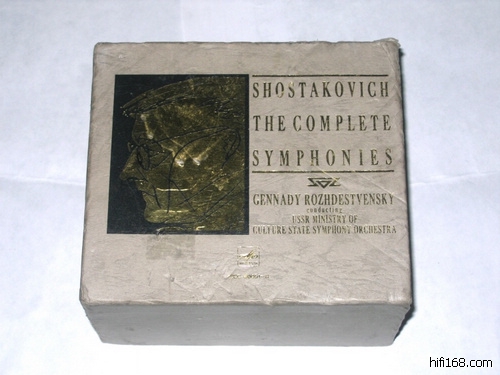 SHOSTAKOVICH
THE COMPLETE
SYMPHONIES
GENNADY ROZHDESTVENSKY
conducting
USSR MINISTRY OF
CULTURE STATE SYMPHONY ORCHESTRA
hifi168.com